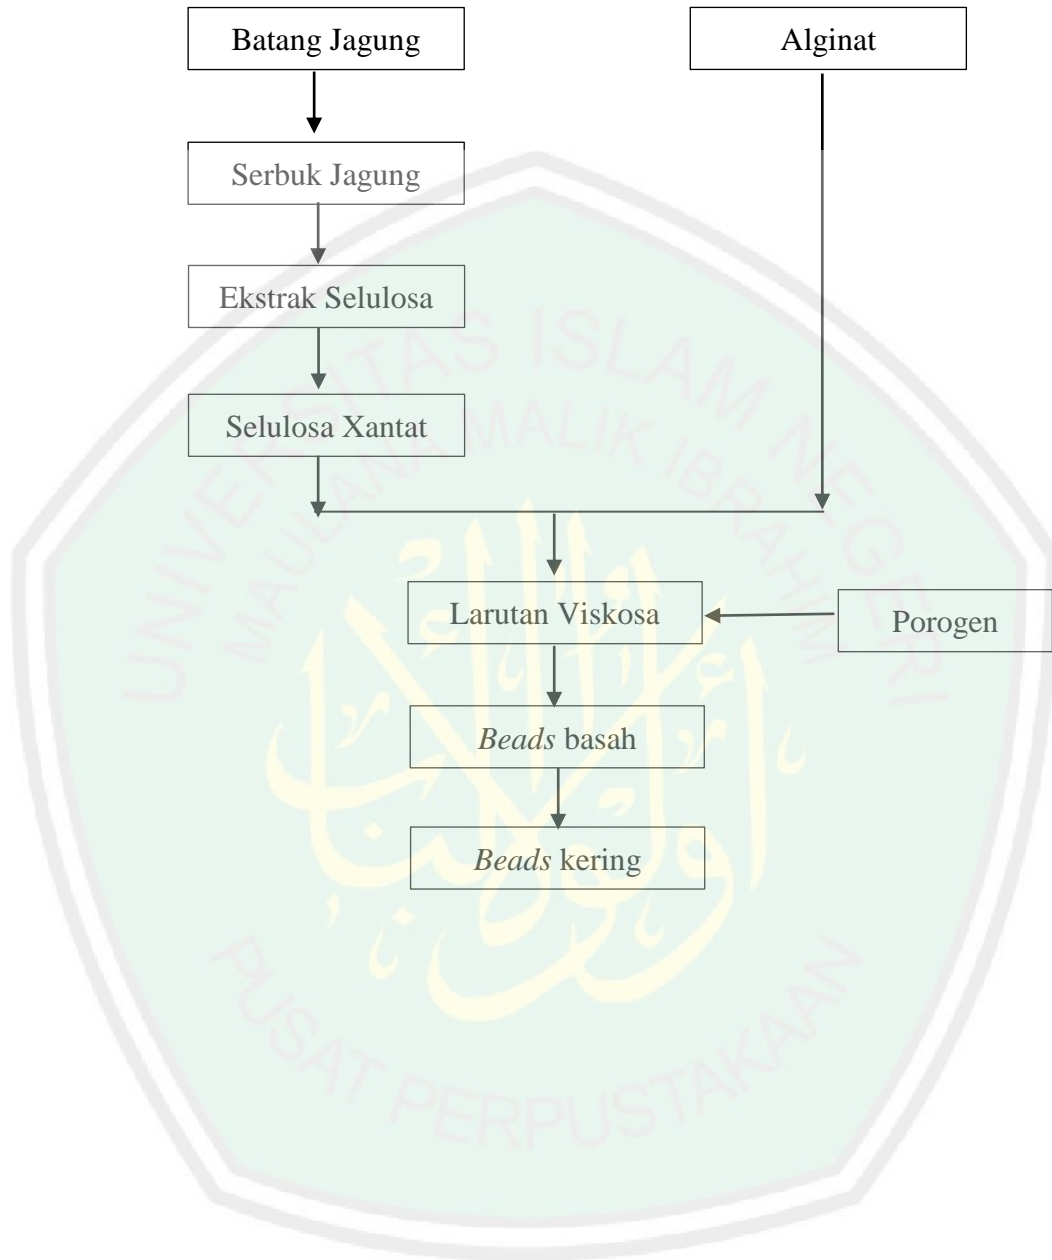 Batang Jagung
Alginat
Serbuk Jagung
Ekstrak Selulosa
Selulosa Xantat
Larutan Viskosa
Porogen
Beads basah
Beads kering
UNIVERSITAS ISLAM NEGERI
MAULANA MALIK IBRAHIM
PUSAT PERPUSTAKAAN